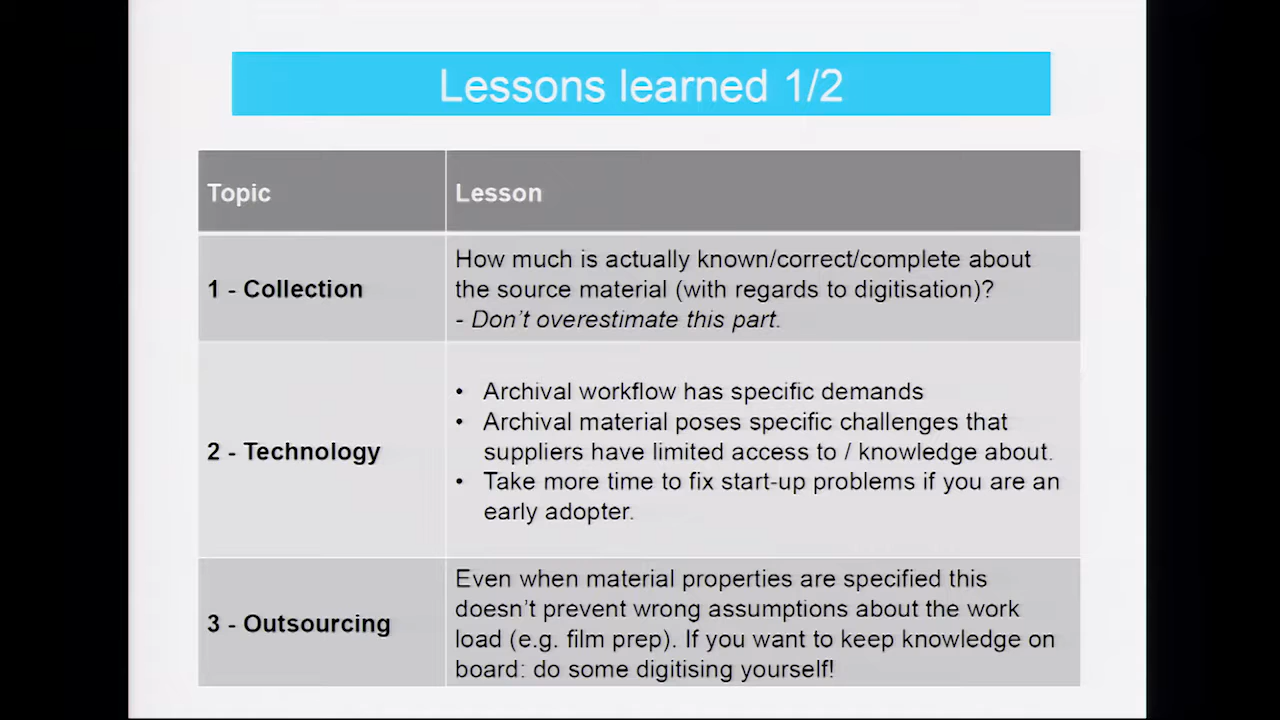 Lessons learned 1/2
Topic
Lesson
1 - Collection
How much is actually known/correct/complete about
the source material (with regards to digitisation)?
- Don't overestimate this part.
2 - Technology
• Archival workflow has specific demands
• Archival material poses specific challenges that
suppliers have limited access to / knowledge about.
• Take more time to fix start-up problems if you are an
early adopter.
3 - Outsourcing
Even when material properties are specified this
doesn't prevent wrong assumptions about the work
load (e.g. film prep). If you want to keep knowledge on
board: do some digitising yourself!